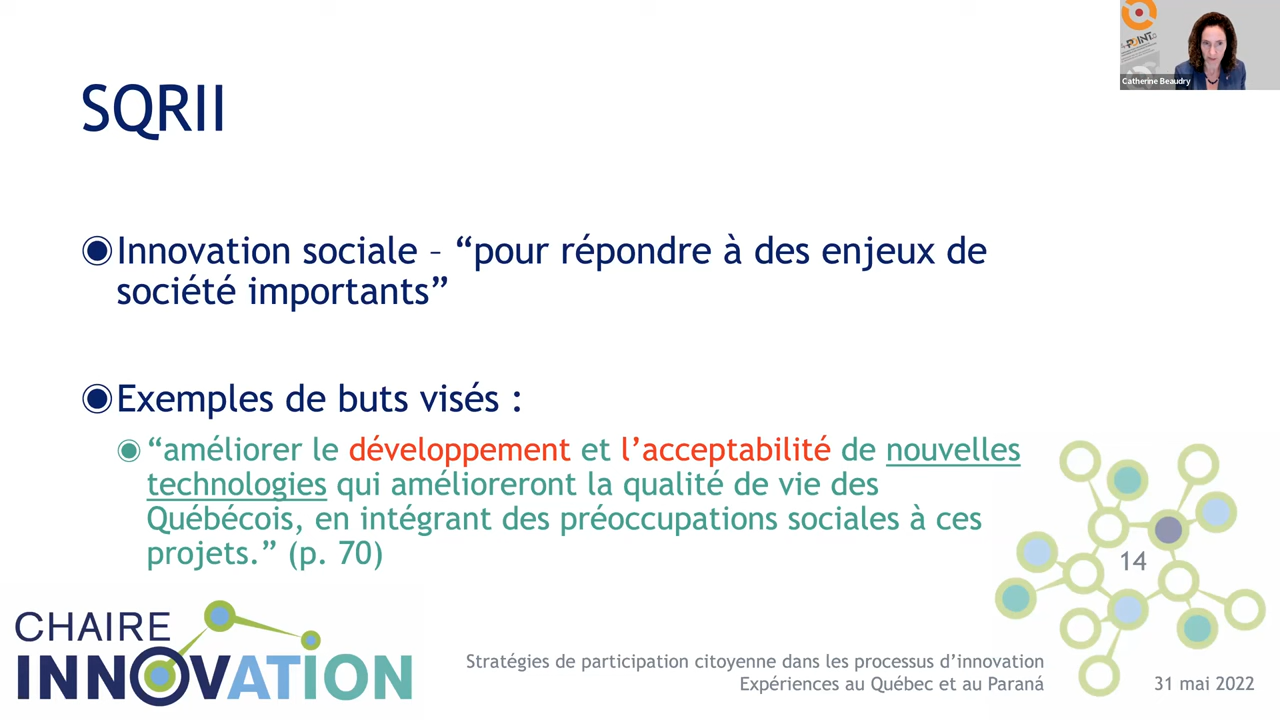 SQRII
Innovation sociale – “pour répondre à des enjeux de
société importants”
Exemples de buts visés :
“améliorer le développement et l’acceptabilité de nouvelles
technologies qui amélioreront la qualité de vie des
Québécois, en intégrant des préoccupations sociales à ces
projets.” (p. 70)
14
CHAIRE
INNOVATION
Stratégies de participation citoyenne dans les processus d’innovation
Expériences au Québec et au Paraná
31 mai 2022
POINT
Catherine Beaudry